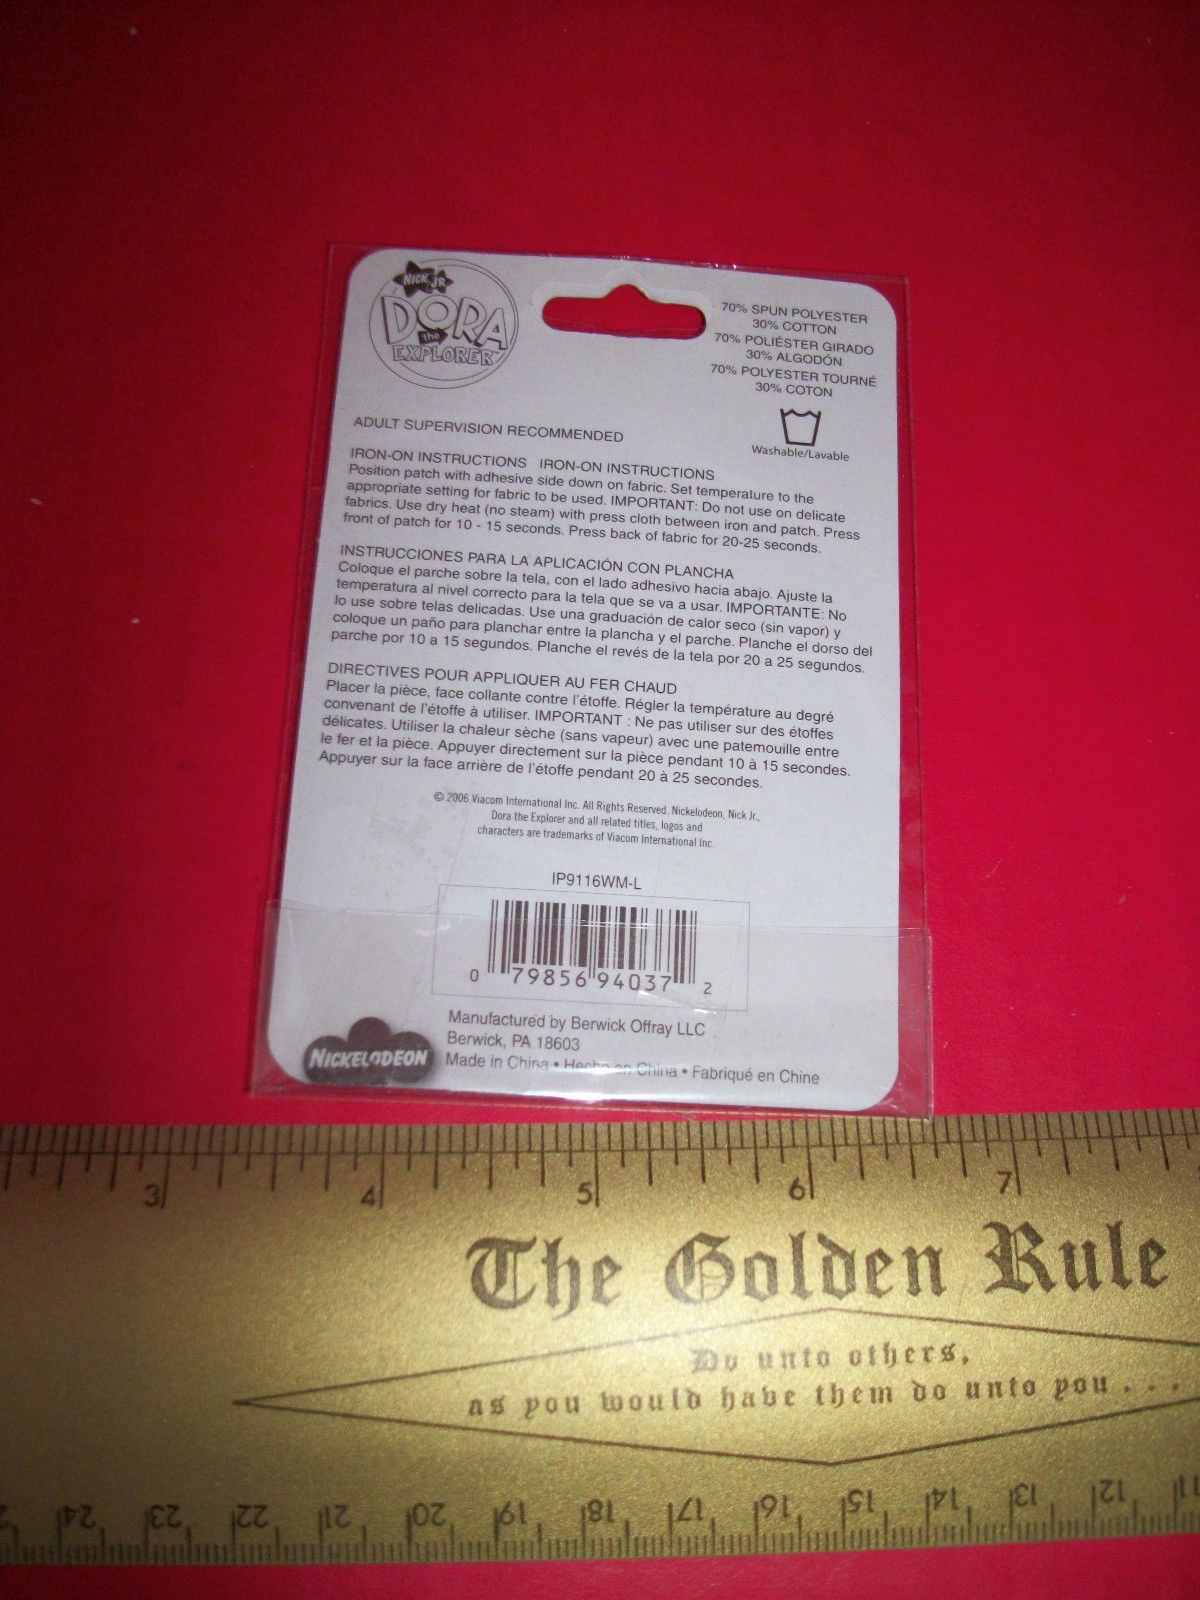 NICK JR.
DORA
the
EXPLORER™
70% SPUN POLYESTER
30% COTTON
70% POLIÉSTER GIRADO
30% ALGODÓN
70% POLYESTER TOURNÉ
30% COTON
Washable/Lavable
ADULT SUPERVISION RECOMMENDED
IRON-ON INSTRUCTIONS IRON-ON INSTRUCTIONS
Position patch with adhesive side down on fabric. Set temperature to the
appropriate setting for fabric to be used. IMPORTANT: Do not use on delicate
fabrics. Use dry heat (no steam) with press cloth between iron and patch. Press
front of patch for 10 - 15 seconds. Press back of fabric for 20-25 seconds.
INSTRUCCIONES PARA LA APLICACIÓN CON PLANCHA
Coloque el parche sobre la tela, con el lado adhesivo hacia abajo. Ajuste la
temperatura al nivel correcto para la tela que se va a usar. IMPORTANTE: No
lo use sobre telas delicadas. Use una graduación de calor seco (sin vapor) y
coloque un paño para planchar entre la plancha y el parche. Planche el dorso del
parche por 10 a 15 segundos. Planche el revés de la tela por 20 a 25 segundos.
DIRECTIVES POUR APPLIQUER AU FER CHAUD
Placer la pièce, face collante contre l'étoffe. Régler la température au degré
convenant de l'étoffe à utiliser. IMPORTANT : Ne pas utiliser sur des étoffes
délicates. Utiliser la chaleur sèche (sans vapeur) avec une patemouille entre
le fer et la pièce. Appuyer directement sur la pièce pendant 10 à 15 secondes.
Appuyer sur la face arrière de l'étoffe pendant 20 à 25 secondes.
© 2006 Viacom International Inc. All Rights Reserved. Nickelodeon, Nick Jr.,
Dora the Explorer and all related titles, logos and
characters are trademarks of Viacom International Inc.
IP9116WM-L
0 79856 94037 2
Manufactured by Berwick Offray LLC
Berwick, PA 18603
Made in China • Hecho en China • Fabriqué en Chine
NICKELODEON
3 4 5 6 7
The Golden Rule
Do unto others,
as you would have them do unto you . . .
24 23 22 21 20 19 18 17 16 15 14 13 12 11